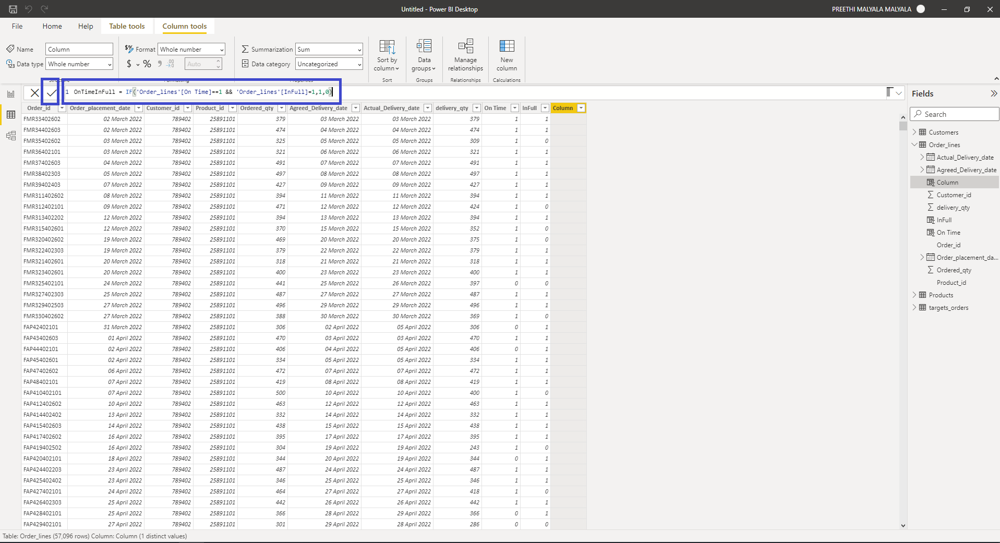 Untitled - Power BI Desktop
PREETHI MALYALA MALYALA
File Home Help Table tools Column tools
Name Column
Data type Whole number
Format Whole number
$ % Auto
Summarization Sum
Data category Uncategorized
Sort by column
Data groups
Manage relationships
New column
Structure Formatting Properties Sort Groups Relationships Calculations
1 OnTimeInFull = IF('Order_lines'[On Time]==1 && 'Order_lines'[InFull]=1,1,0)
Order_id Order_placement_date Customer_id Product_id Ordered_qty Agreed_Delivery_date Actual_Delivery_date delivery_qty On Time InFull Column
FMR33402602 02 March 2022 789402 25891101 379 03 March 2022 03 March 2022 379 1 1
FMR34402603 02 March 2022 789402 25891101 474 04 March 2022 04 March 2022 474 1 1
FMR35402602 03 March 2022 789402 25891101 325 05 March 2022 05 March 2022 309 1 0
FMR36402101 03 March 2022 789402 25891101 321 06 March 2022 06 March 2022 321 1 1
FMR37402603 04 March 2022 789402 25891101 491 07 March 2022 07 March 2022 491 1 1
FMR38402303 05 March 2022 789402 25891101 497 08 March 2022 08 March 2022 497 1 1
FMR39402403 07 March 2022 789402 25891101 427 09 March 2022 09 March 2022 427 1 1
FMR311402602 08 March 2022 789402 25891101 394 11 March 2022 11 March 2022 394 1 1
FMR312402101 09 March 2022 789402 25891101 471 12 March 2022 12 March 2022 424 1 0
FMR313402202 12 March 2022 789402 25891101 394 13 March 2022 13 March 2022 394 1 1
FMR315402601 12 March 2022 789402 25891101 370 15 March 2022 15 March 2022 352 1 0
FMR320402602 19 March 2022 789402 25891101 469 20 March 2022 20 March 2022 375 1 0
FMR322402303 19 March 2022 789402 25891101 379 22 March 2022 22 March 2022 379 1 1
FMR321402601 20 March 2022 789402 25891101 318 21 March 2022 21 March 2022 318 1 1
FMR323402601 20 March 2022 789402 25891101 400 23 March 2022 23 March 2022 400 1 1
FMR325402101 24 March 2022 789402 25891101 441 25 March 2022 26 March 2022 397 0 0
FMR327402303 25 March 2022 789402 25891101 487 27 March 2022 27 March 2022 487 1 1
FMR329402503 27 March 2022 789402 25891101 496 29 March 2022 29 March 2022 496 1 1
FMR330402602 27 March 2022 789402 25891101 388 30 March 2022 30 March 2022 369 1 0
FAP42402101 31 March 2022 789402 25891101 306 02 April 2022 05 April 2022 306 0 1
FAP43402603 01 April 2022 789402 25891101 470 03 April 2022 03 April 2022 470 1 1
FAP44402101 02 April 2022 789402 25891101 406 04 April 2022 05 April 2022 406 0 1
FAP45402601 02 April 2022 789402 25891101 334 05 April 2022 05 April 2022 334 1 1
FAP47402602 06 April 2022 789402 25891101 472 07 April 2022 07 April 2022 472 1 1
FAP48402101 07 April 2022 789402 25891101 419 08 April 2022 08 April 2022 419 1 1
FAP410402101 07 April 2022 789402 25891101 500 10 April 2022 10 April 2022 400 1 0
FAP412402602 10 April 2022 789402 25891101 463 12 April 2022 12 April 2022 463 1 1
FAP414402402 13 April 2022 789402 25891101 332 14 April 2022 14 April 2022 332 1 1
FAP415402603 14 April 2022 789402 25891101 438 15 April 2022 15 April 2022 438 1 1
FAP417402602 16 April 2022 789402 25891101 395 17 April 2022 17 April 2022 395 1 1
FAP419402502 16 April 2022 789402 25891101 304 19 April 2022 19 April 2022 243 1 0
FAP420402101 18 April 2022 789402 25891101 344 20 April 2022 19 April 2022 344 0 1
FAP424402203 23 April 2022 789402 25891101 487 24 April 2022 24 April 2022 487 1 1
FAP425402402 23 April 2022 789402 25891101 346 25 April 2022 25 April 2022 346 1 1
FAP427402101 24 April 2022 789402 25891101 464 27 April 2022 27 April 2022 418 1 0
FAP426402303 25 April 2022 789402 25891101 442 26 April 2022 26 April 2022 442 1 1
FAP428402101 25 April 2022 789402 25891101 366 28 April 2022 29 April 2022 366 0 1
FAP429402101 27 April 2022 789402 25891101 301 29 April 2022 28 April 2022 286 0 0
Fields
Search
Customers
Order_lines
Actual_Delivery_date
Agreed_Delivery_date
Column
Customer_id
delivery_qty
InFull
On Time
Order_id
Order_placement_da...
Ordered_qty
Product_id
Products
targets_orders
Table: Order_lines (57,096 rows) Column: Column (1 distinct values)